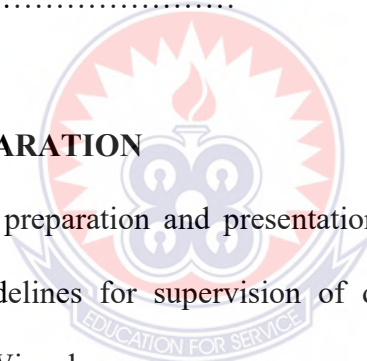 ……………………
ARATION
preparation and presentation
delines for supervision of
EDUCATION FOR SERVICE